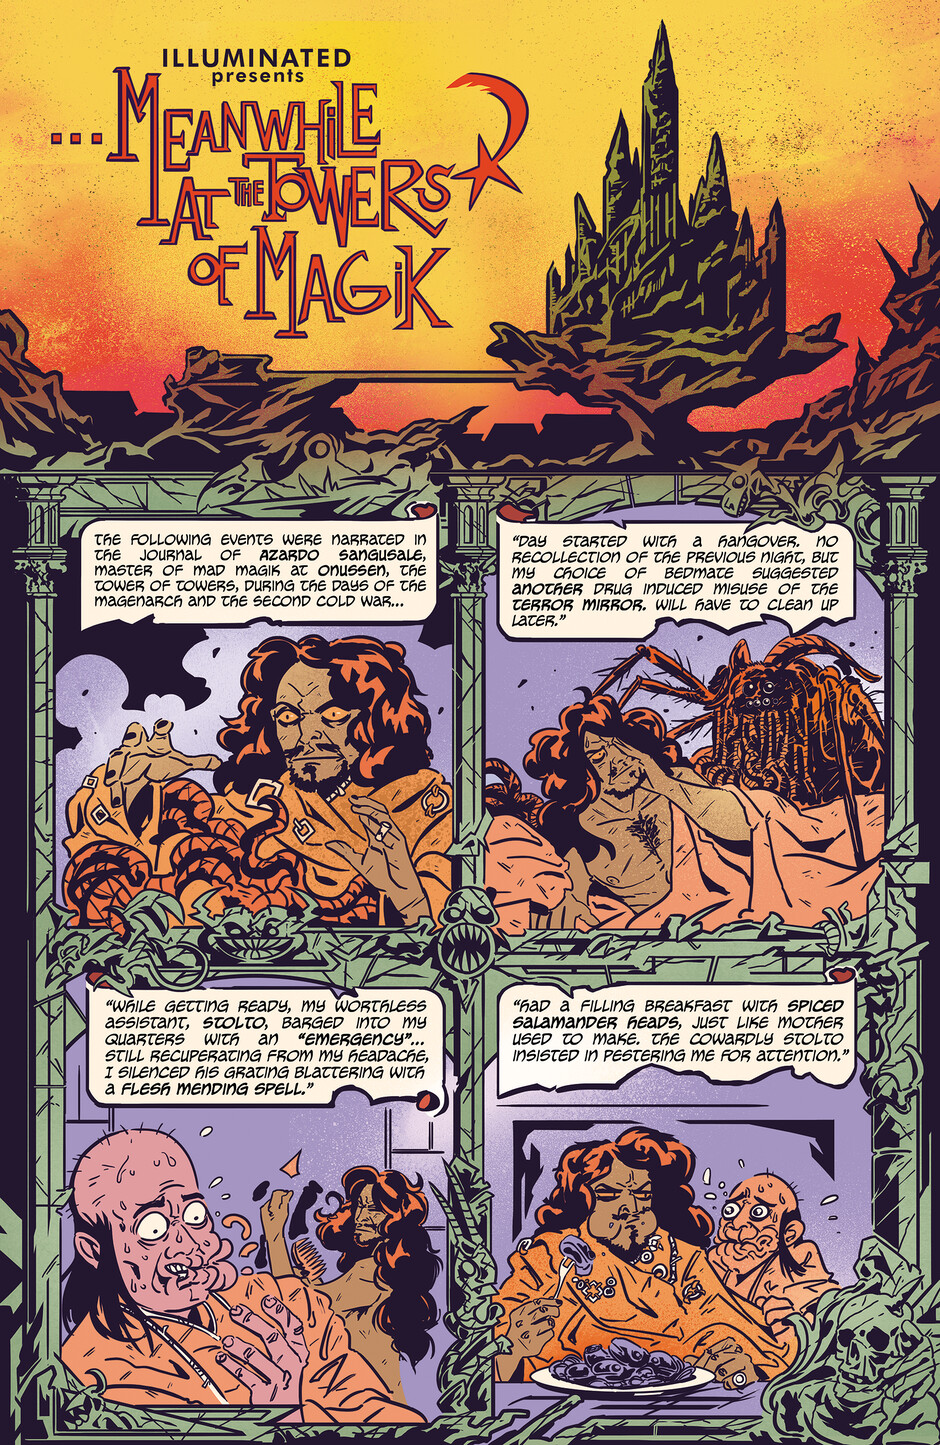 ILLUMINATED
presents
...MEANWHILE
AT THE TOWERS
OF MAGIK
THE FOLLOWING EVENTS WERE NARRATED IN
THE JOURNAL OF AZARDO SANGUSALE,
MASTER OF MAD MAGIK AT ONUSSEN, THE
TOWER OF TOWERS, DURING THE DAYS OF THE
MAGENARCH AND THE SECOND COLD WAR...
"DAY STARTED WITH A HANGOVER. NO
RECOLLECTION OF THE PREVIOUS NIGHT, BUT
MY CHOICE OF BEDMATE SUGGESTED
ANOTHER DRUG INDUCED MISUSE OF THE
TERROR MIRROR. WILL HAVE TO CLEAN UP
LATER."
"WHILE GETTING READY, MY WORTHLESS
ASSISTANT, STOLTO, BARGED INTO MY
QUARTERS WITH AN "EMERGENCY"...
STILL RECUPERATING FROM MY HEADACHE,
I SILENCED HIS GRATING BLATTERING WITH
A FLESH MENDING SPELL."
"HAD A FILLING BREAKFAST WITH SPICED
SALAMANDER HEADS, JUST LIKE MOTHER
USED TO MAKE. THE COWARDLY STOLTO
INSISTED IN PESTERING ME FOR ATTENTION."